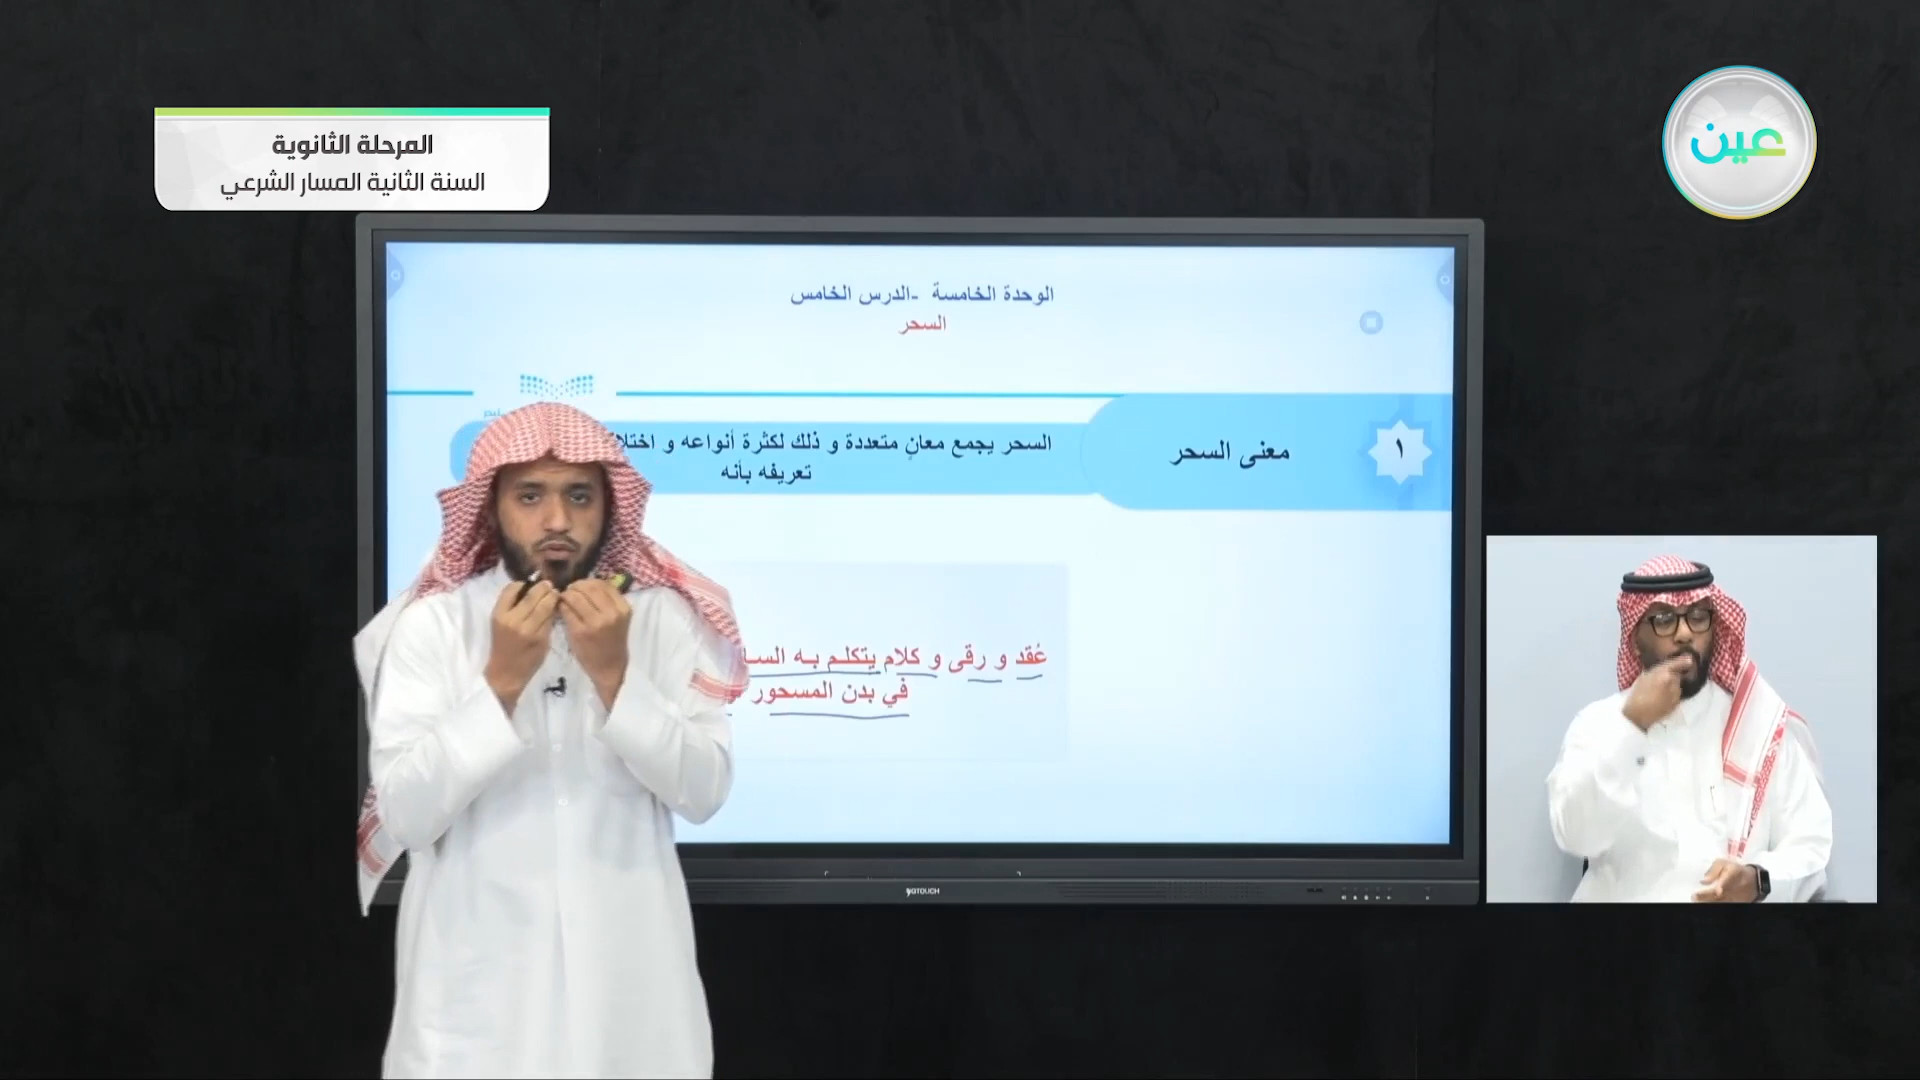 المرحلة الثانوية
السنة الثانية المسار الشرعي
عين
الوحدة الخامسة -الدرس الخامس
السحر
١
معنى السحر
السحر يجمع معانٍ متعددة و ذلك لكثرة أنواعه و
تعريفه بأنه
عُقد و رقى و كلام يتكلم به
في بدن المسحور